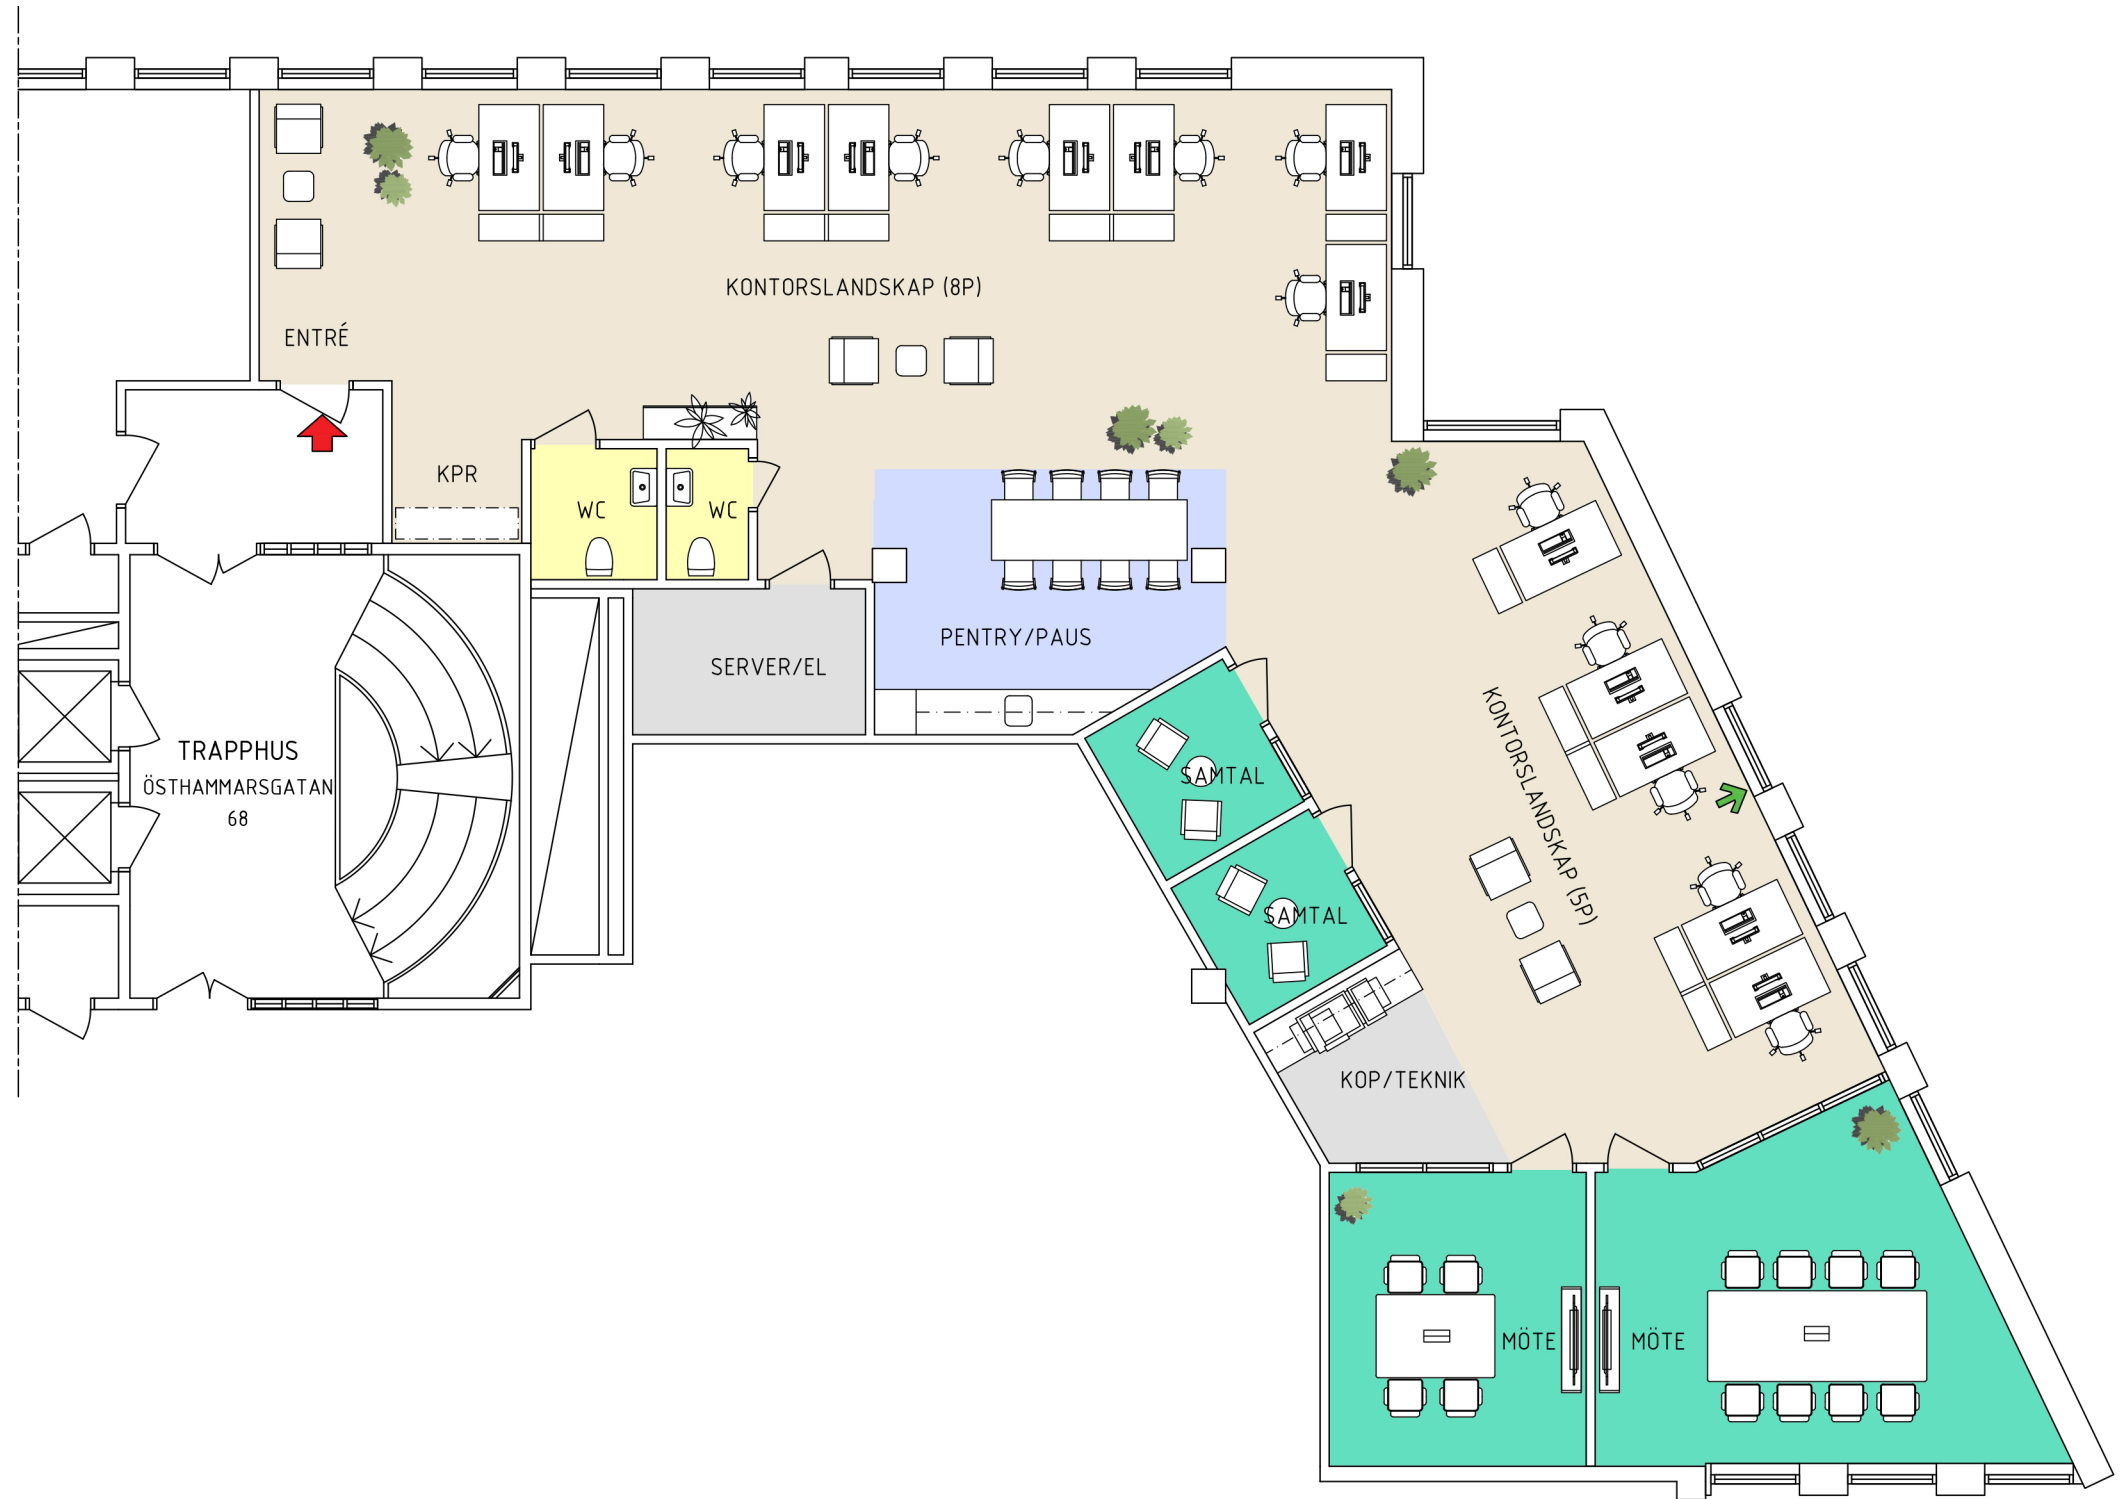 KONTORSLANDSKAP (8P)
ENTRÉ
KPR
WC
WC
PENTRY/PAUS
SERVER/EL
TRAPPHUS
ÖSTHAMMARSGATAN
68
SAMTAL
KONTORSLANDSKAP (5P)
SAMTAL
KOP/TEKNIK
MÖTE
MÖTE